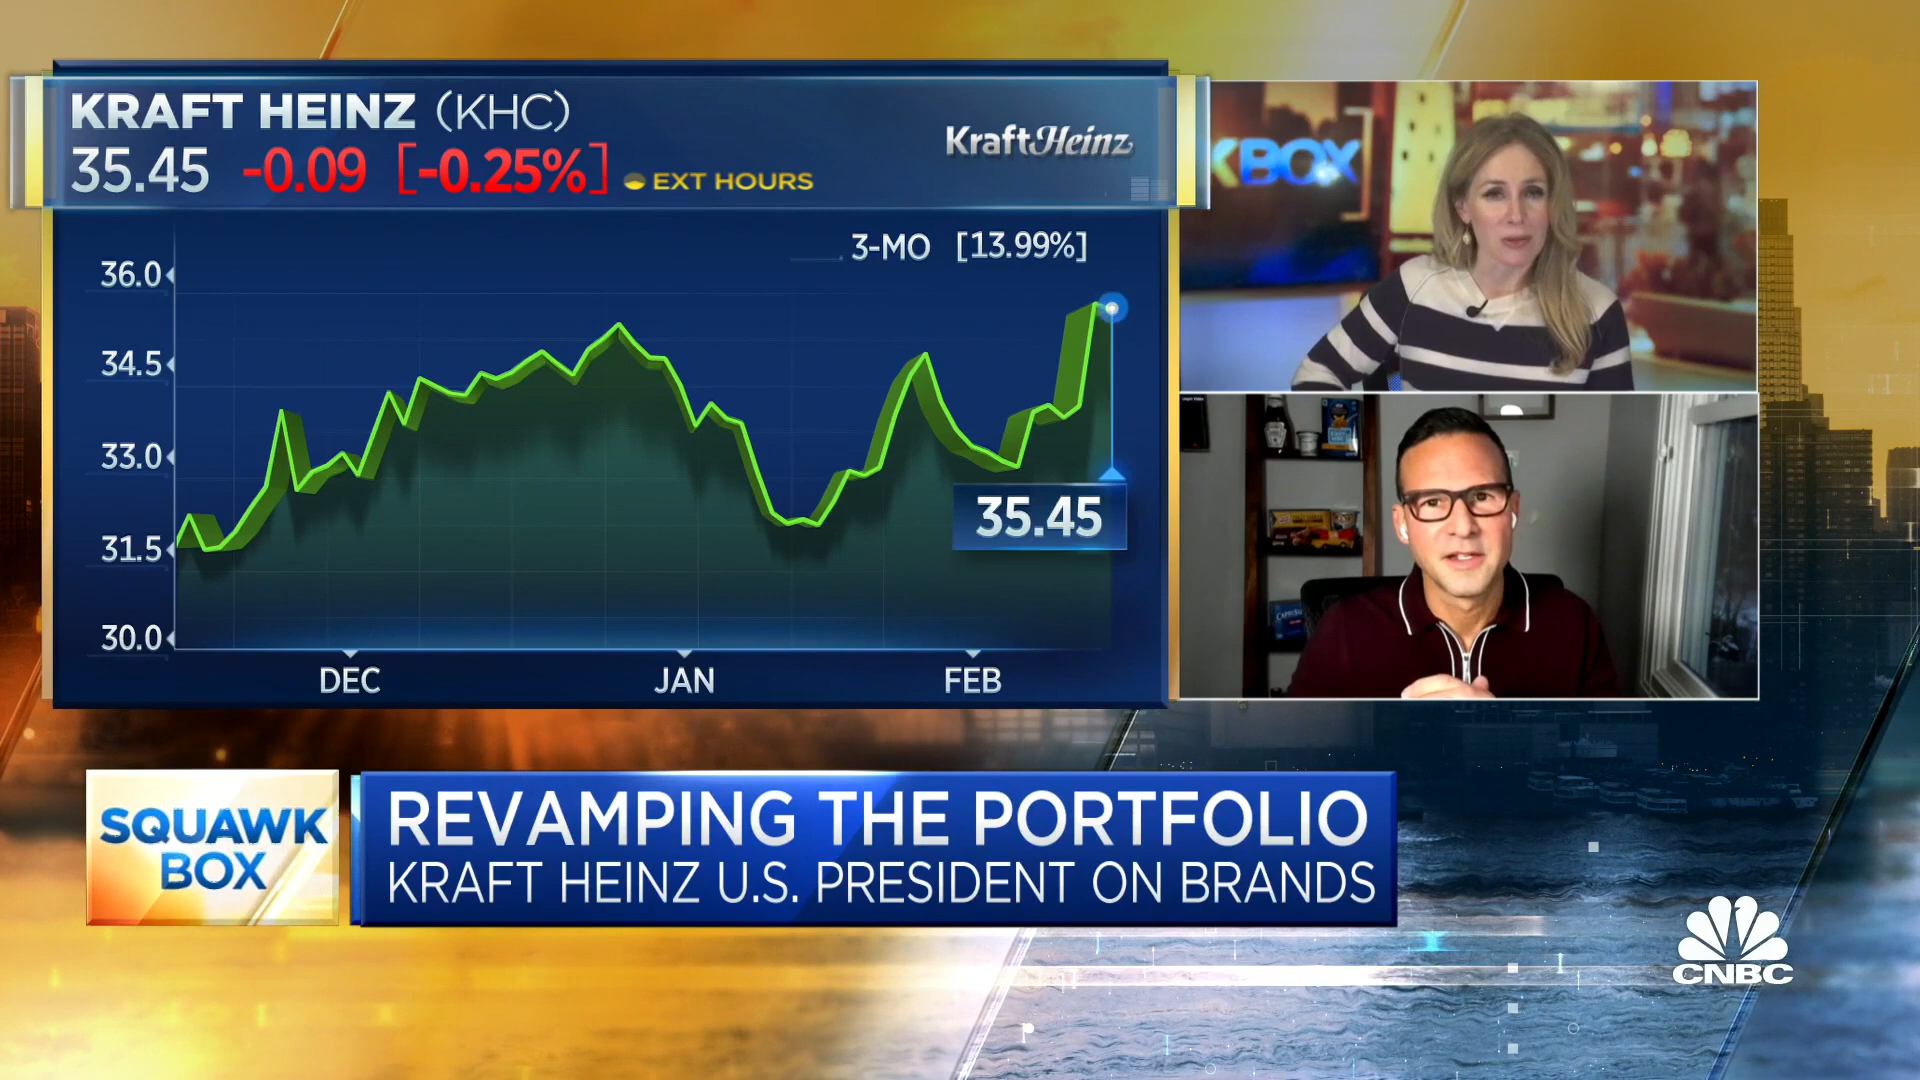 KRAFT HEINZ (KHC)
35.45 -0.09 [-0.25%] EXT HOURS
KraftHeinz
3-MO [13.99%]
36.0
34.5
33.0
31.5
30.0
35.45
DEC JAN FEB
KBOX
SQUAWK
BOX
REVAMPING THE PORTFOLIO
KRAFT HEINZ U.S. PRESIDENT ON BRANDS
CNBC